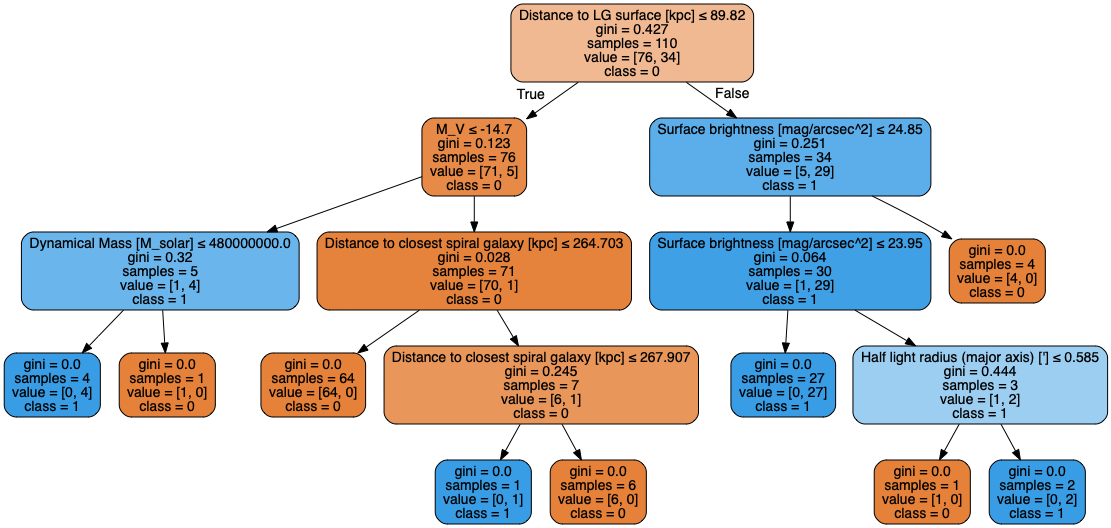 Distance to LG surface [kpc] ≤ 89.82
gini = 0.427
samples = 110
value = [76, 34]
class = 0
True
False
M_V ≤ -14.7
gini = 0.123
samples = 76
value = [71, 5]
class = 0
Surface brightness [mag/arcsec^2] ≤ 24.85
gini = 0.251
samples = 34
value = [5, 29]
class = 1
Dynamical Mass [M_solar] ≤ 480000000.0
gini = 0.32
samples = 5
value = [1, 4]
class = 1
Distance to closest spiral galaxy [kpc] ≤ 264.703
gini = 0.028
samples = 71
value = [70, 1]
class = 0
Surface brightness [mag/arcsec^2] ≤ 23.95
gini = 0.064
samples = 30
value = [1, 29]
class = 1
gini = 0.0
samples = 4
value = [4, 0]
class = 0
gini = 0.0
samples = 4
value = [0, 4]
class = 1
gini = 0.0
samples = 1
value = [1, 0]
class = 0
gini = 0.0
samples = 64
value = [64, 0]
class = 0
Distance to closest spiral galaxy [kpc] ≤ 267.907
gini = 0.245
samples = 7
value = [6, 1]
class = 0
gini = 0.0
samples = 27
value = [0, 27]
class = 1
Half light radius (major axis) ['] ≤ 0.585
gini = 0.444
samples = 3
value = [1, 2]
class = 1
gini = 0.0
samples = 1
value = [0, 1]
class = 1
gini = 0.0
samples = 6
value = [6, 0]
class = 0
gini = 0.0
samples = 1
value = [1, 0]
class = 0
gini = 0.0
samples = 2
value = [0, 2]
class = 1